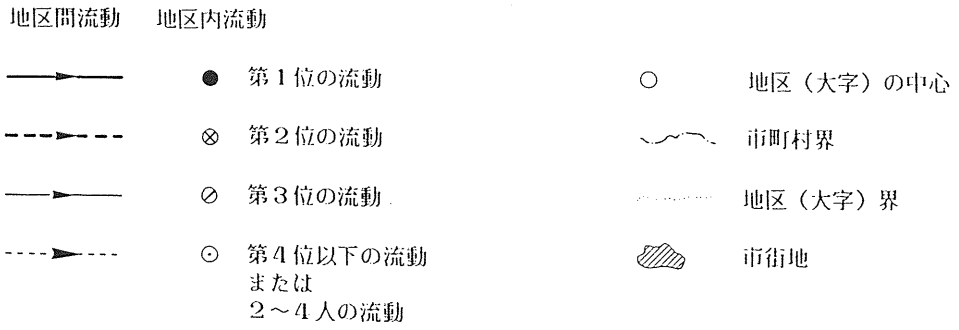 地区間流動 地区内流動
第1位の流動
第2位の流動
第3位の流動
第4位以下の流動
または
2〜4人の流動
地区（大字）の中心
市町村界
地区（大字）界
市街地